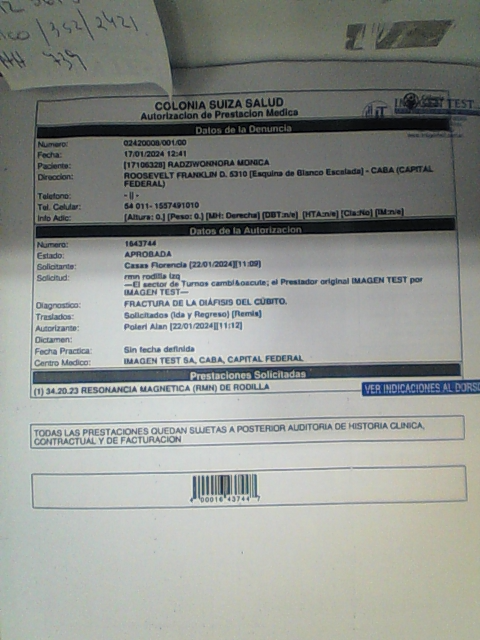 /352/2421
739
COLONIA SUIZA SALUD
Autorizacion de Prestacion Medica
IMAGEN TEST
Datos de la Denuncia
Numero: 02420008/001/00
Fecha: 17/01/2024 12:41
Paciente: [17106328] RADZIWONNORA MONICA
Direccion: ROOSEVELT FRANKLIN D. 5310 [Esquina de Blanco Escalada] - CABA (CAPITAL
FEDERAL)
Telefono: - () -
Tel. Celular: 54 011- 1557491010
Info Adic: [Altura: 0.] [Peso: 0.] [MH: Derecha] [DBT:n/e] [HTA:n/e] [Cla:No] [IM:n/e]
Datos de la Autorizacion
Numero: 1643744
Estado: APROBADA
Solicitante: Casas Florencia [22/01/2024][11:09]
Solicitud: rmn rodilla izq
—El sector de Turnos cambi&oscute; el Prestador original IMAGEN TEST por
IMAGEN TEST—
Diagnostico: FRACTURA DE LA DIÁFISIS DEL CÚBITO.
Traslados: Solicitados (Ida y Regreso) [Remis]
Autorizante: Poleri Alan [22/01/2024][11:12]
Dictamen:
Fecha Practica: Sin fecha definida
Centro Medico: IMAGEN TEST SA, CABA, CAPITAL FEDERAL
Prestaciones Solicitadas
(1) 34.20.23 RESONANCIA MAGNETICA (RMN) DE RODILLA
VER INDICACIONES AL DORSO
TODAS LAS PRESTACIONES QUEDAN SUJETAS A POSTERIOR AUDITORIA DE HISTORIA CLINICA,
CONTRACTUAL Y DE FACTURACION
4 00016 43744 7